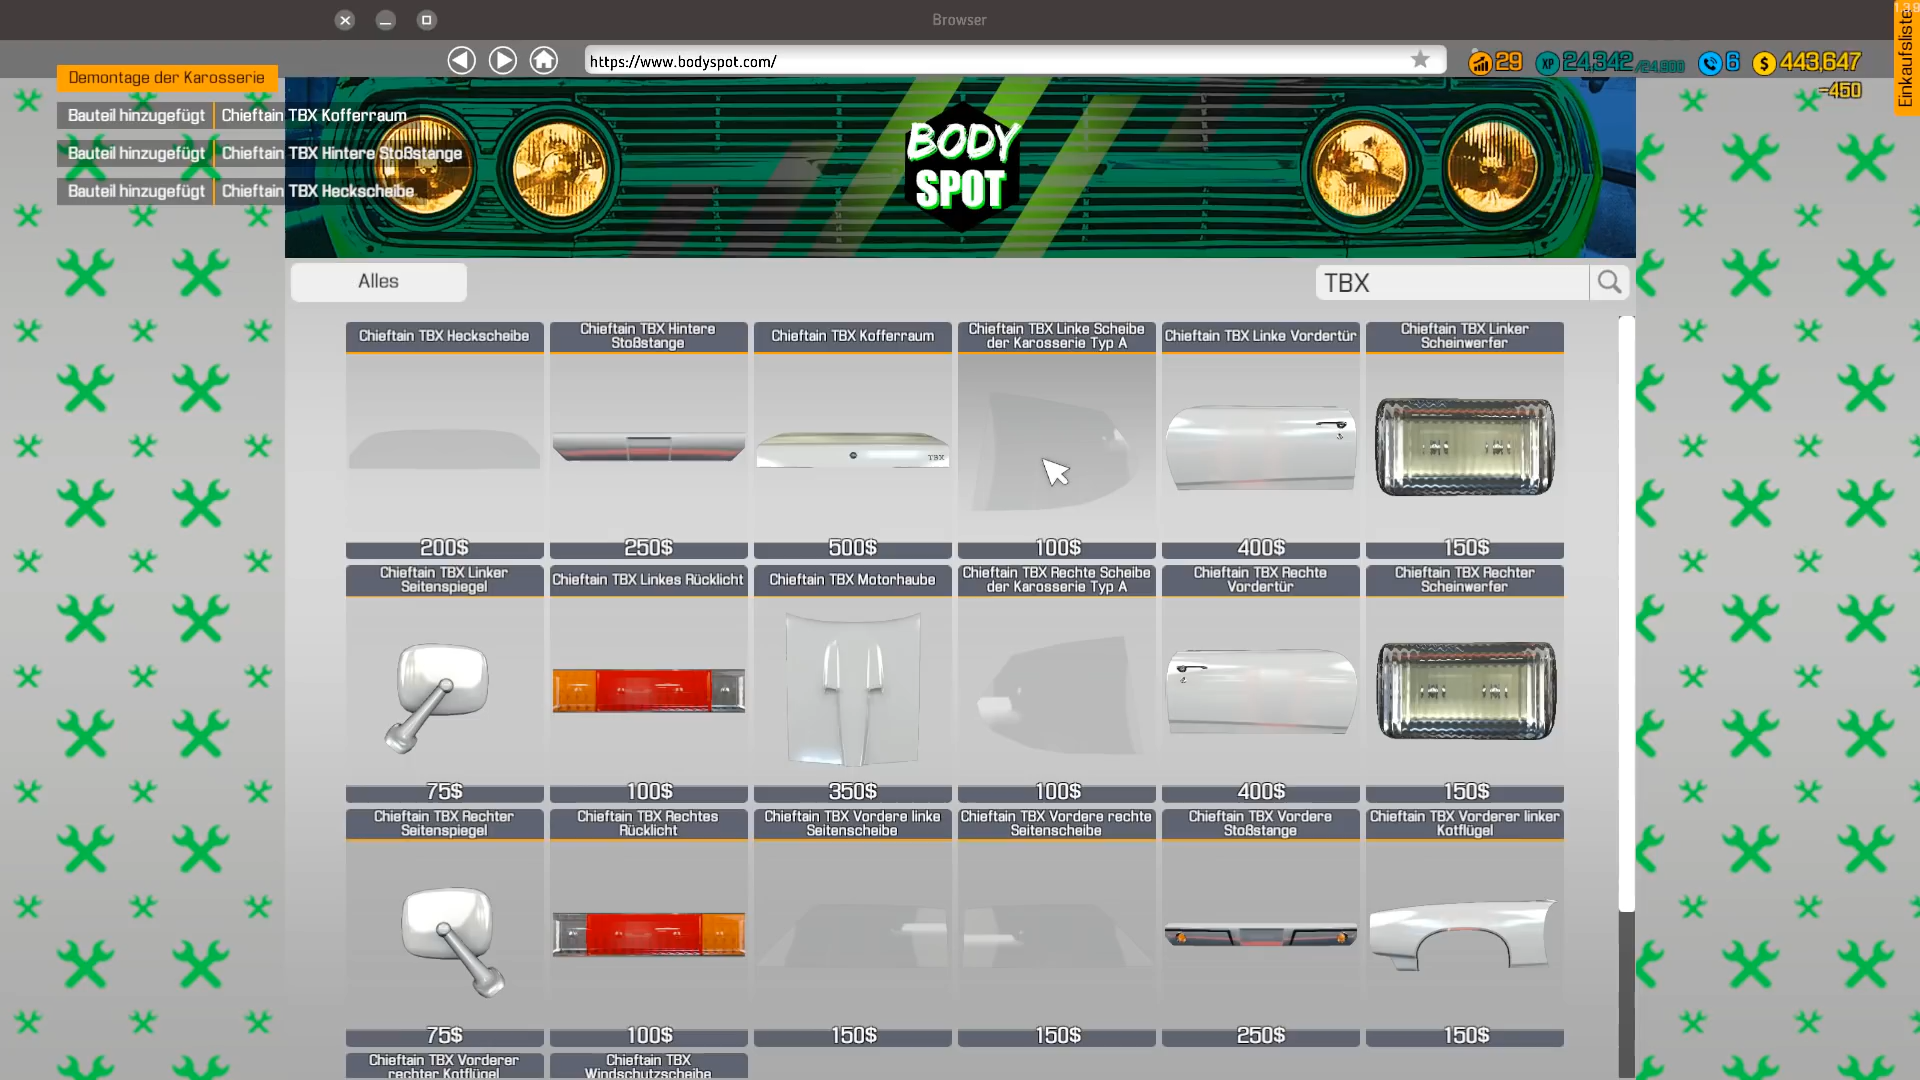 Browser
1.3.8
https://www.bodyspot.com/
29
XP
24,342
6
$
443,647
-450
Einkaufsliste
Demontage der Karosserie
Bauteil hinzugefügt Chieftain TBX Kofferraum
Bauteil hinzugefügt Chieftain TBX Hintere Stoßstange
Bauteil hinzugefügt Chieftain TBX Heckscheibe
BODY
SPOT
Alles
TBX
Chieftain TBX Heckscheibe
200$
Chieftain TBX Hintere
Stoßstange
250$
Chieftain TBX Kofferraum
TBX
500$
Chieftain TBX Linke Scheibe
der Karosserie Typ A
100$
Chieftain TBX Linke Vordertür
400$
Chieftain TBX Linker
Scheinwerfer
150$
Chieftain TBX Linker
Seitenspiegel
75$
Chieftain TBX Linkes Rücklicht
100$
Chieftain TBX Motorhaube
350$
Chieftain TBX Rechte Scheibe
der Karosserie Typ A
100$
Chieftain TBX Rechte
Vordertür
400$
Chieftain TBX Rechter
Scheinwerfer
150$
Chieftain TBX Rechter
Seitenspiegel
75$
Chieftain TBX Rechtes
Rücklicht
100$
Chieftain TBX Vordere linke
Seitenscheibe
150$
Chieftain TBX Vordere rechte
Seitenscheibe
150$
Chieftain TBX Vordere
Stoßstange
250$
Chieftain TBX Vorderer linker
Kotflügel
150$
Chieftain TBX Vorderer
rechter Kotflügel
Chieftain TBX
Windschutzscheibe